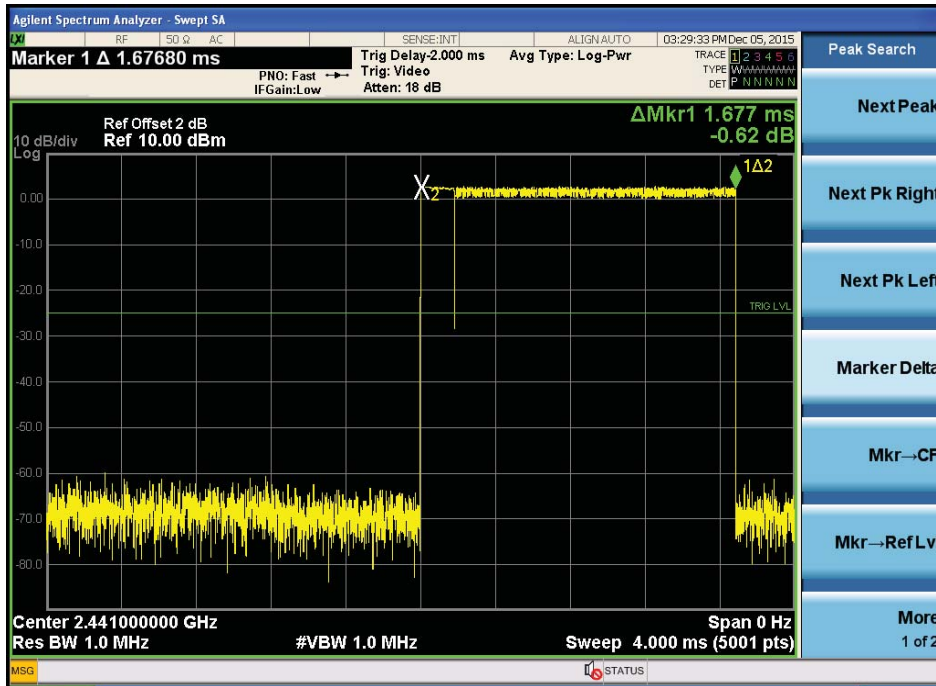 Agilent Spectrum Analyzer - Swept SA
LXI RF 50 Ω AC SENSE:INT ALIGN AUTO 03:29:33 PM Dec 05, 2015
Marker 1 Δ 1.67680 ms
PNO: Fast
IFGain:Low
Trig Delay-2.000 ms
Trig: Video
Atten: 18 dB
Avg Type: Log-Pwr
TRACE 1 2 3 4 5 6
TYPE
DET P N N N N N
Peak Search
Next Peak
Next Pk Right
Next Pk Left
Marker Delta
Mkr→CF
Mkr→Ref Lv
More
1 of 2
ΔMkr1 1.677 ms
-0.62 dB
Ref Offset 2 dB
10 dB/div Ref 10.00 dBm
Log
1Δ2
X2
0.00
-10.0
-20.0
TRIG LVL
-30.0
-40.0
-50.0
-60.0
-70.0
-80.0
Center 2.441000000 GHz Span 0 Hz
Res BW 1.0 MHz #VBW 1.0 MHz Sweep 4.000 ms (5001 pts)
MSG STATUS